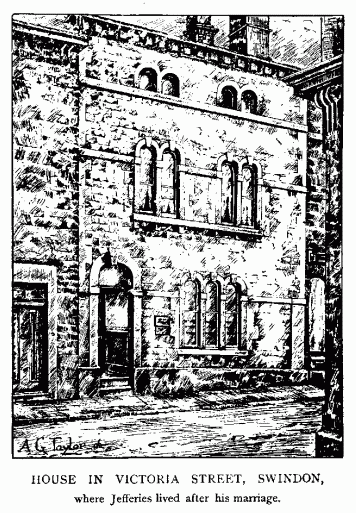 A G Taylor
HOUSE IN VICTORIA STREET, SWINDON,
where Jefferies lived after his marriage.